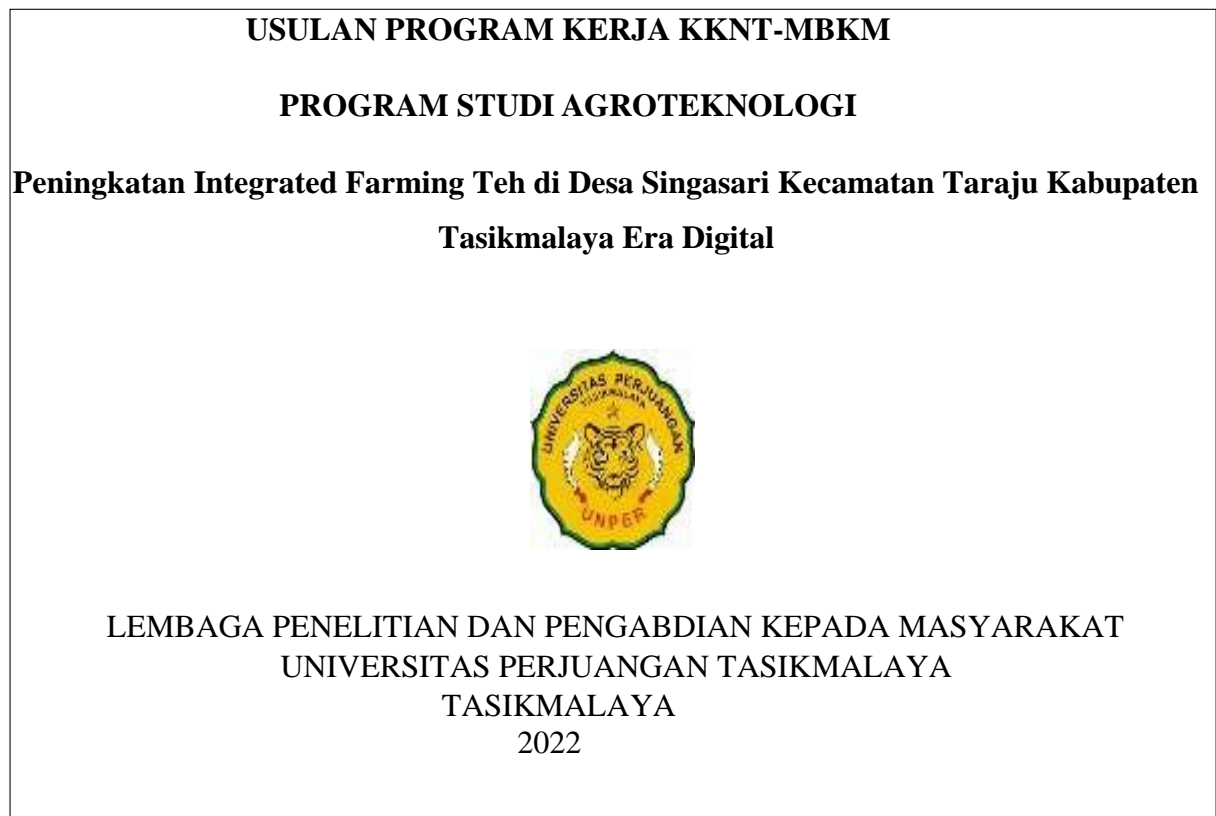 USULAN PROGRAM KERJA KKNT-MBKM
PROGRAM STUDI AGROTEKNOLOGI
Peningkatan Integrated Farming Teh di Desa Singasari Kecamatan Taraju Kabupaten
Tasikmalaya Era Digital
UNIVERSITAS PERJUANGAN
TASIKMALAYA
UNPER
LEMBAGA PENELITIAN DAN PENGABDIAN KEPADA MASYARAKAT
UNIVERSITAS PERJUANGAN TASIKMALAYA
TASIKMALAYA
2022